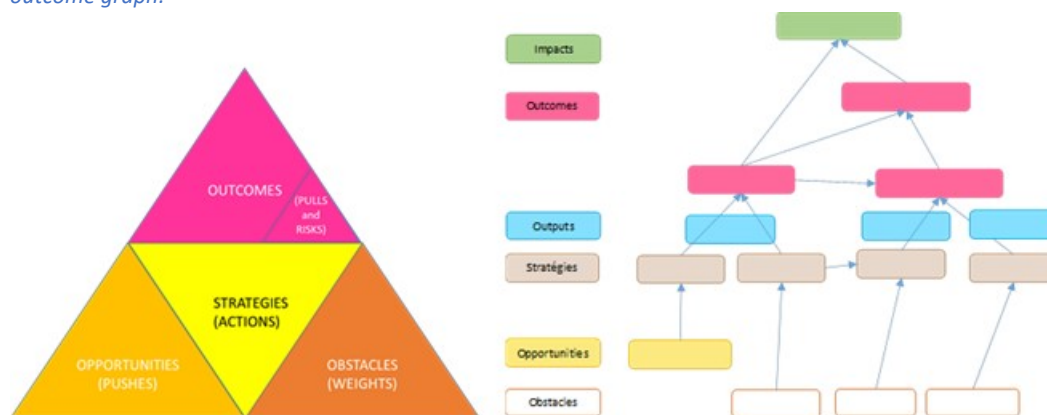 outcome graph.
OUTCOMES
(PULLS
and
RISKS)
STRATEGIES
(ACTIONS)
OPPORTUNITIES
(PUSHES)
OBSTACLES
(WEIGHTS)
Impacts
Outcomes
Outputs
Stratégies
Opportunities
Obstacles